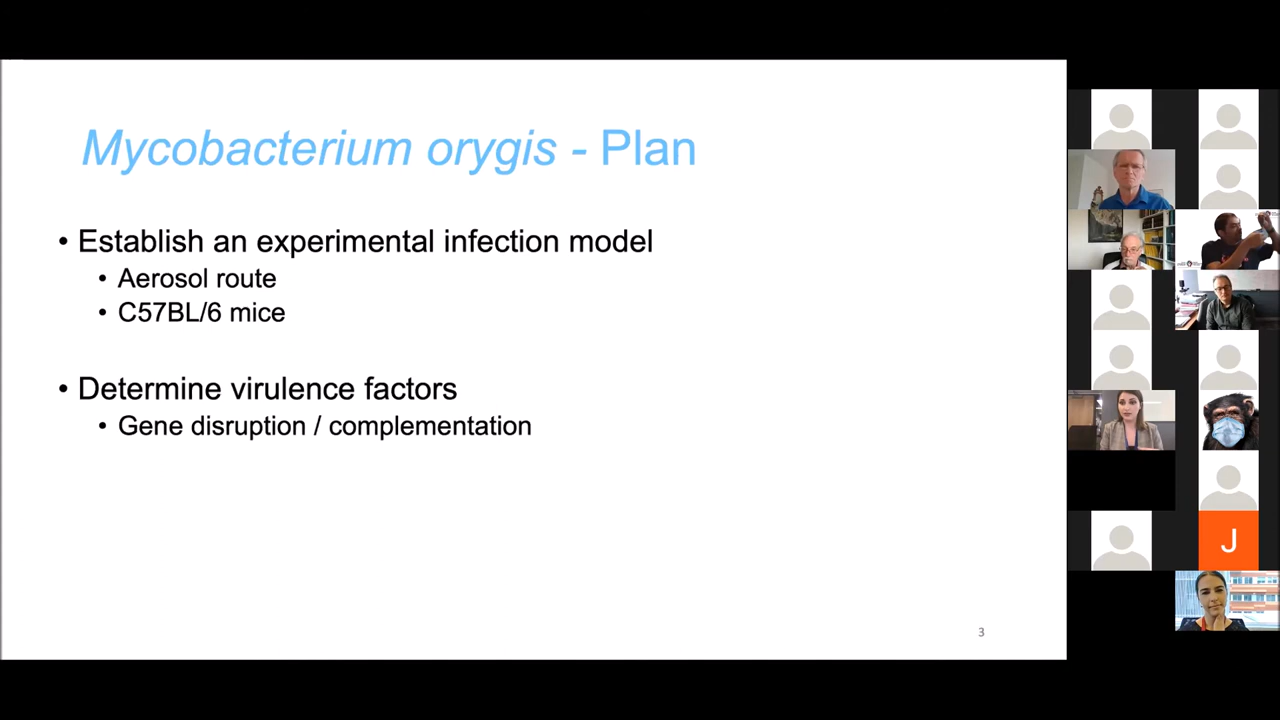 Mycobacterium orygis - Plan
• Establish an experimental infection model
• Aerosol route
• C57BL/6 mice
• Determine virulence factors
• Gene disruption / complementation
3
J